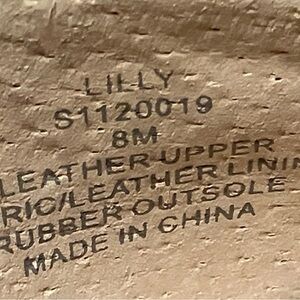 LILLY
S1120019
8M
LEATHER UPPER
RIC/LEATHER LININ
RUBBER OUTSOLE
MADE IN CHINA